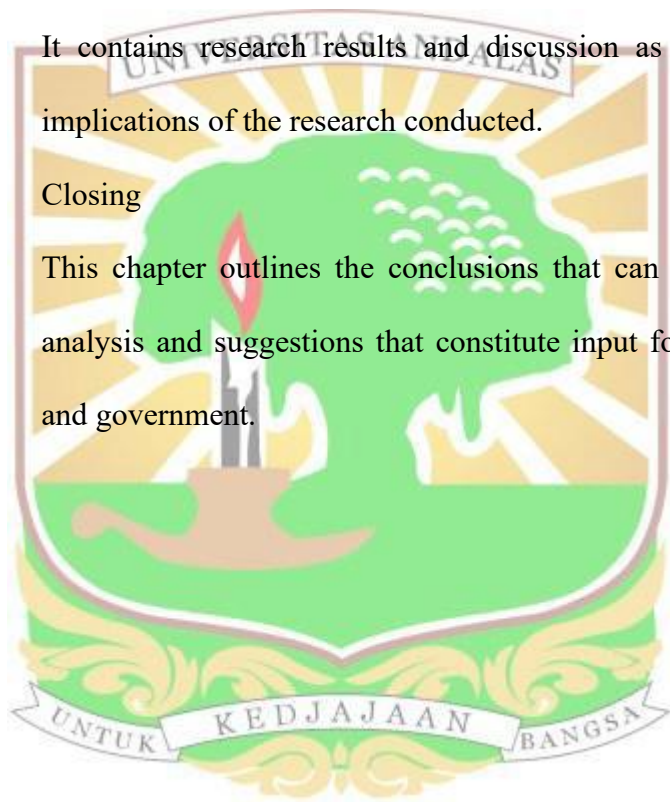 UNIVERSITAS ANDALAS
It contains research results and discussion as
implications of the research conducted.
Closing
This chapter outlines the conclusions that can
analysis and suggestions that constitute input fo
and government.
UNTUK KEDJAJAAN BANGSA